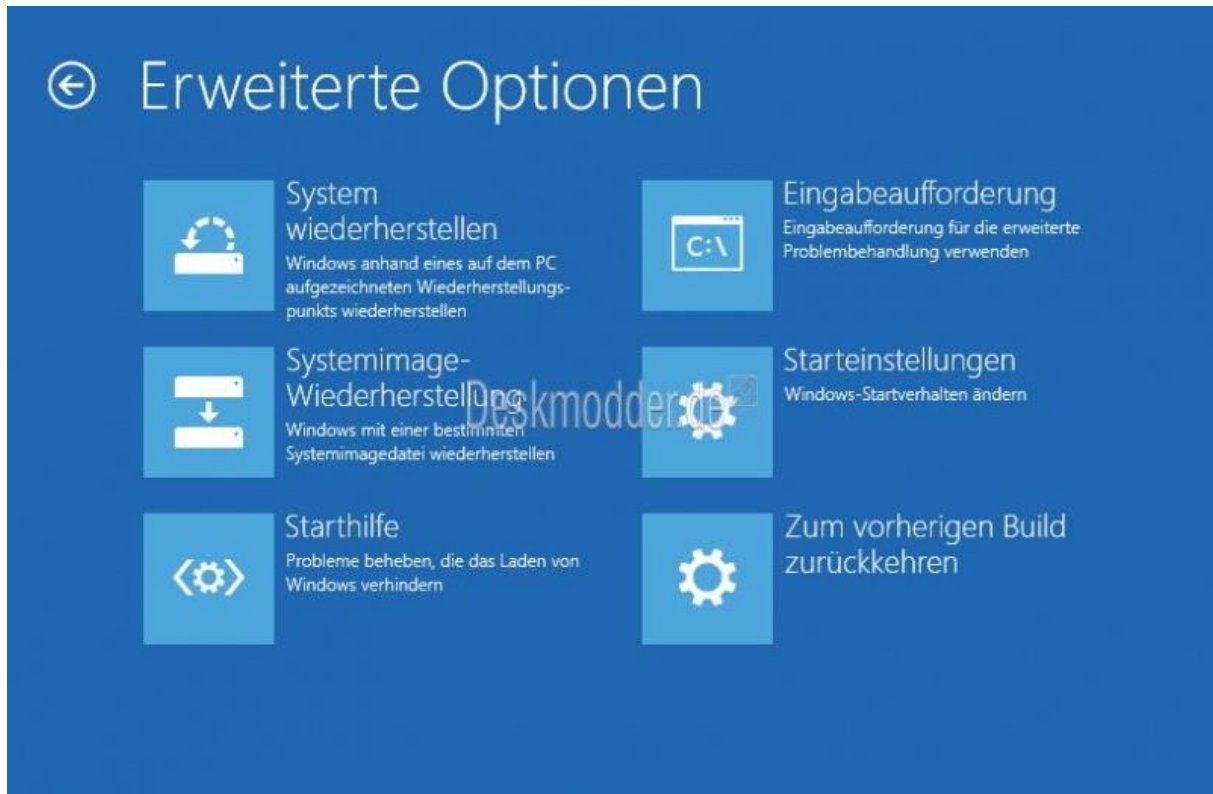 Erweiterte Optionen
System
wiederherstellen
Windows anhand eines auf dem PC
aufgezeichneten Wiederherstellungs-
punkts wiederherstellen
Systemimage-
Wiederherstellung
Windows mit einer bestimmten
Systemimagedatei wiederherstellen
Starthilfe
Probleme beheben, die das Laden von
Windows verhindern
Eingabeaufforderung
C:\
Eingabeaufforderung für die erweiterte
Problembehandlung verwenden
Starteinstellungen
Windows-Startverhalten ändern
Zum vorherigen Build
zurückkehren
Deskmodder.de